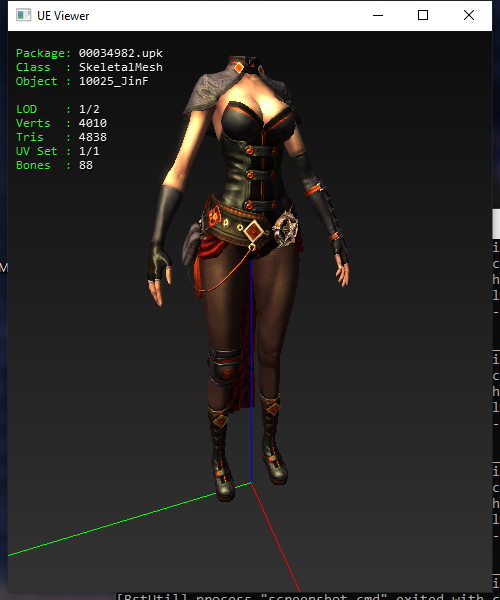 UE Viewer
Package: 00034982.upk
Class : SkeletalMesh
Object : 10025_JinF
LOD : 1/2
Verts : 4010
Tris : 4838
UV Set : 1/1
Bones : 88
M
i
c
h
l
-
i
c
h
l
-
i
c
h
l
-
[BstUtil] process "screenshot.cmd" exited with c